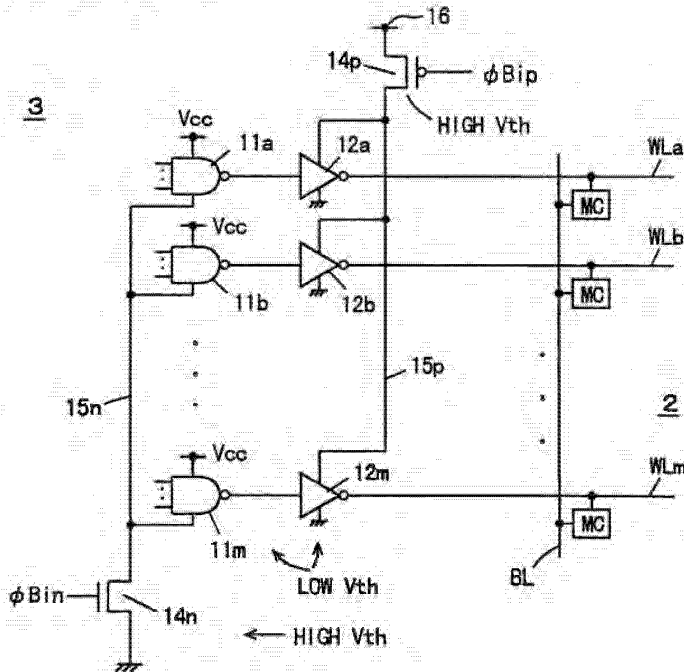 16
14p
φBip
3
HIGH Vth
Vcc
11a
12a
WLa
MC
Vcc
WLb
11b
12b
MC
15p
15n
2
Vcc
12m
WLm
11m
MC
LOW Vth
BL
φBin
14n
HIGH Vth